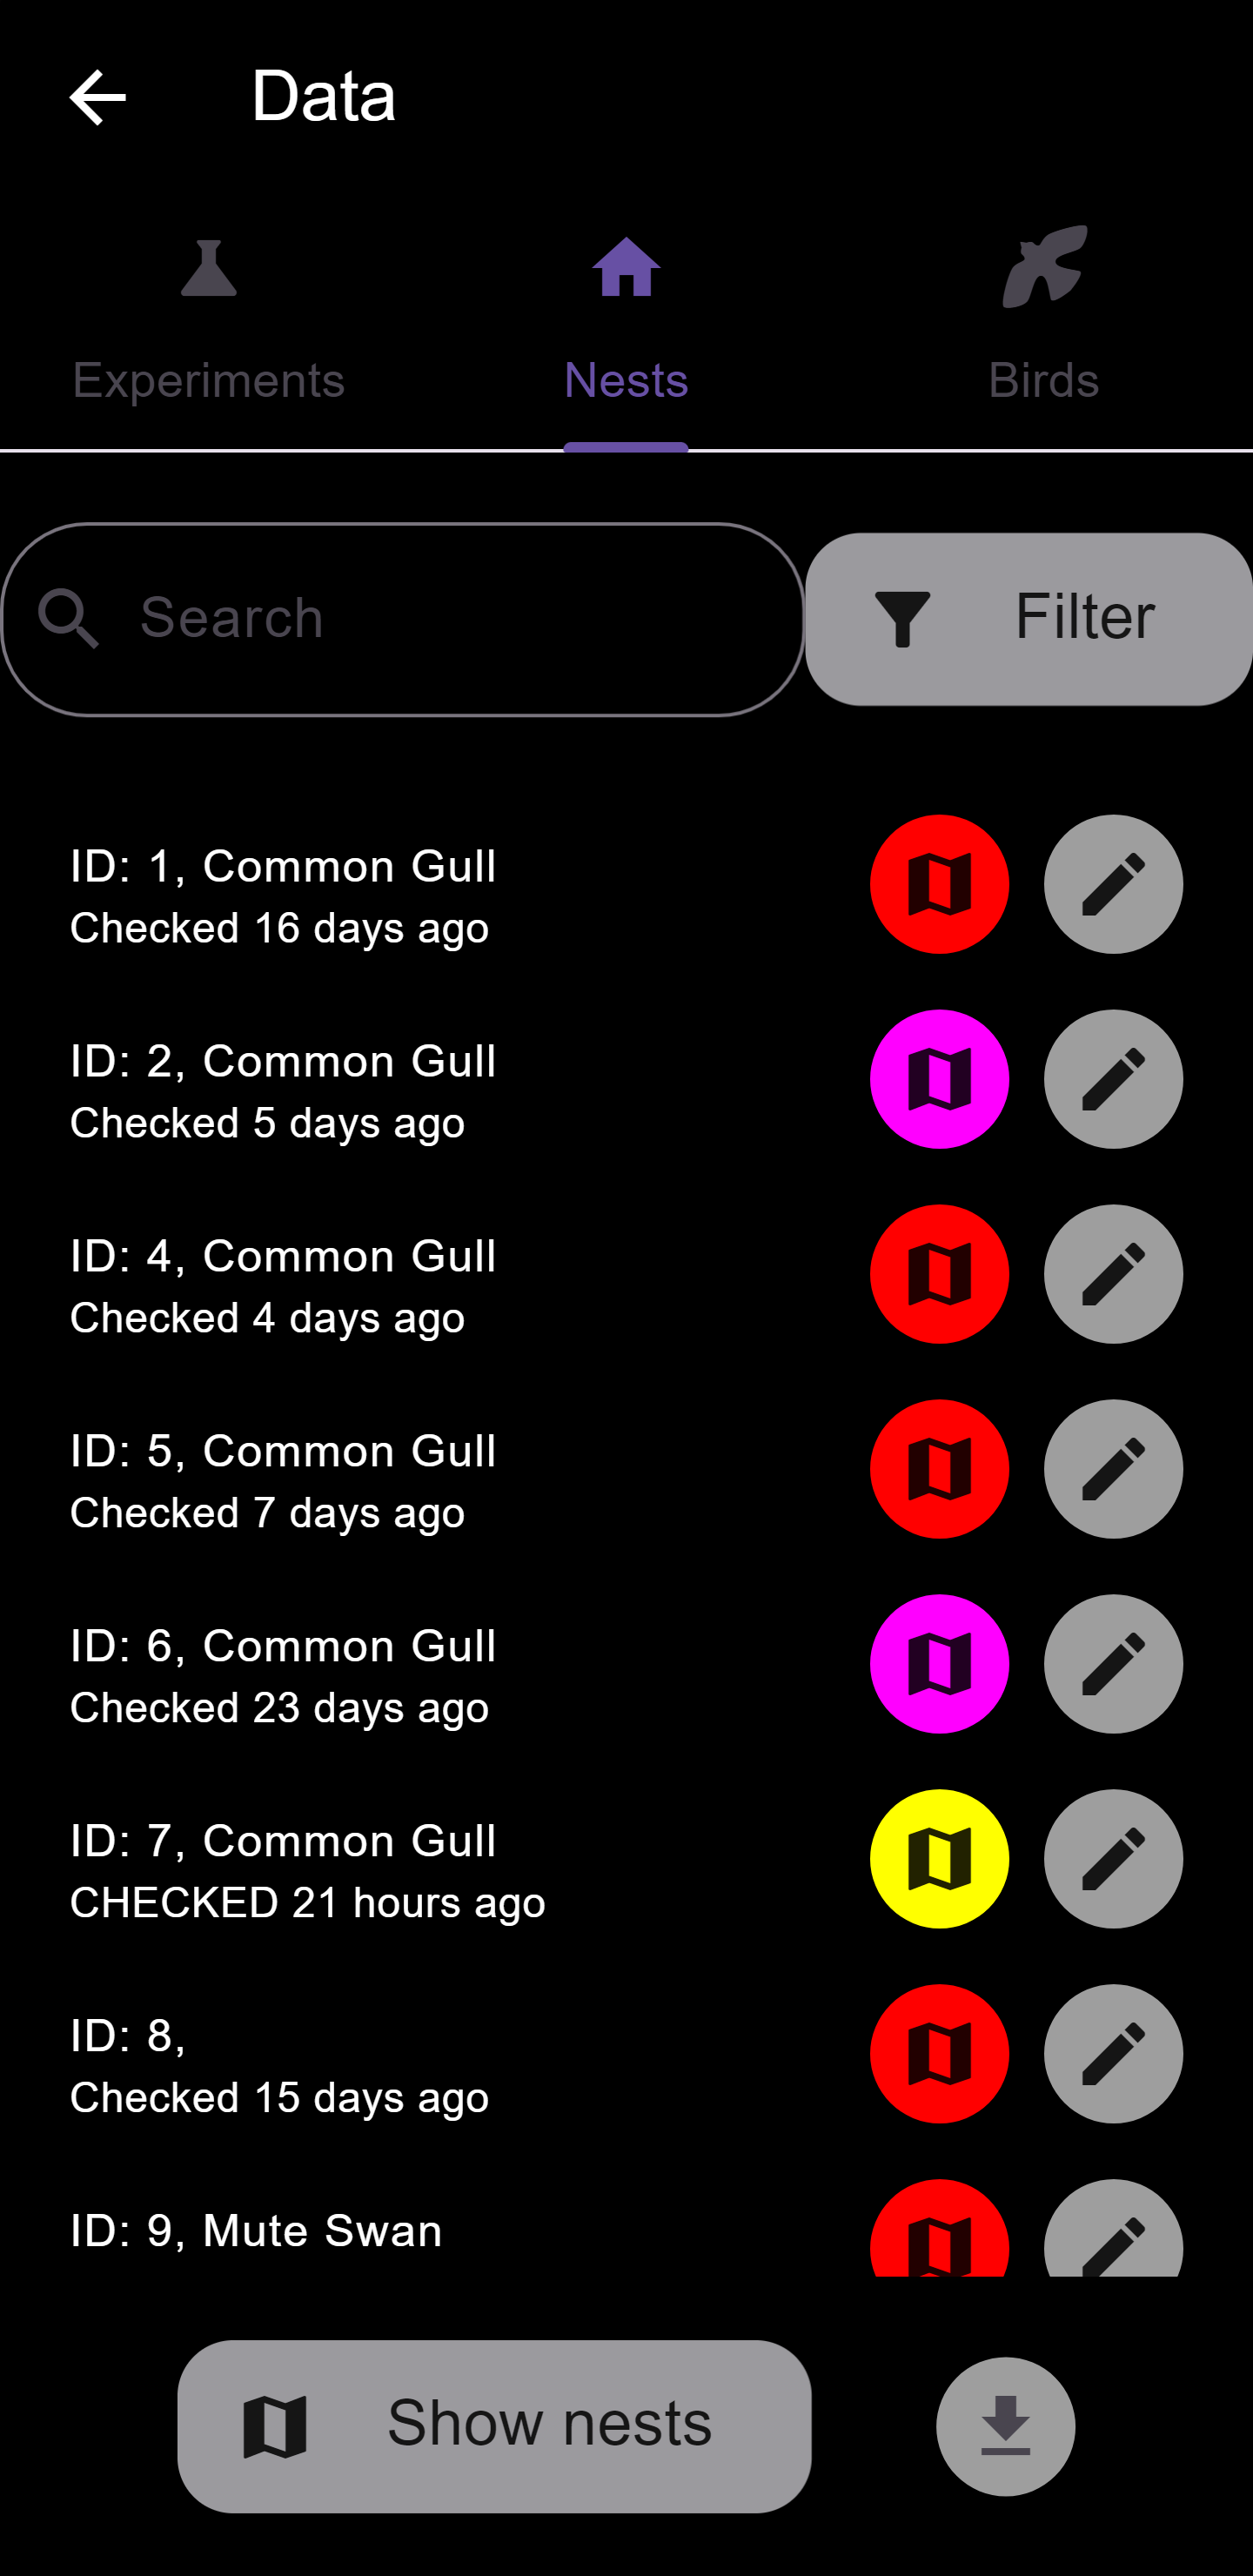 Data
Experiments Nests Birds
Search Filter
ID: 1, Common Gull
Checked 16 days ago
ID: 2, Common Gull
Checked 5 days ago
ID: 4, Common Gull
Checked 4 days ago
ID: 5, Common Gull
Checked 7 days ago
ID: 6, Common Gull
Checked 23 days ago
ID: 7, Common Gull
CHECKED 21 hours ago
ID: 8,
Checked 15 days ago
ID: 9, Mute Swan
Show nests